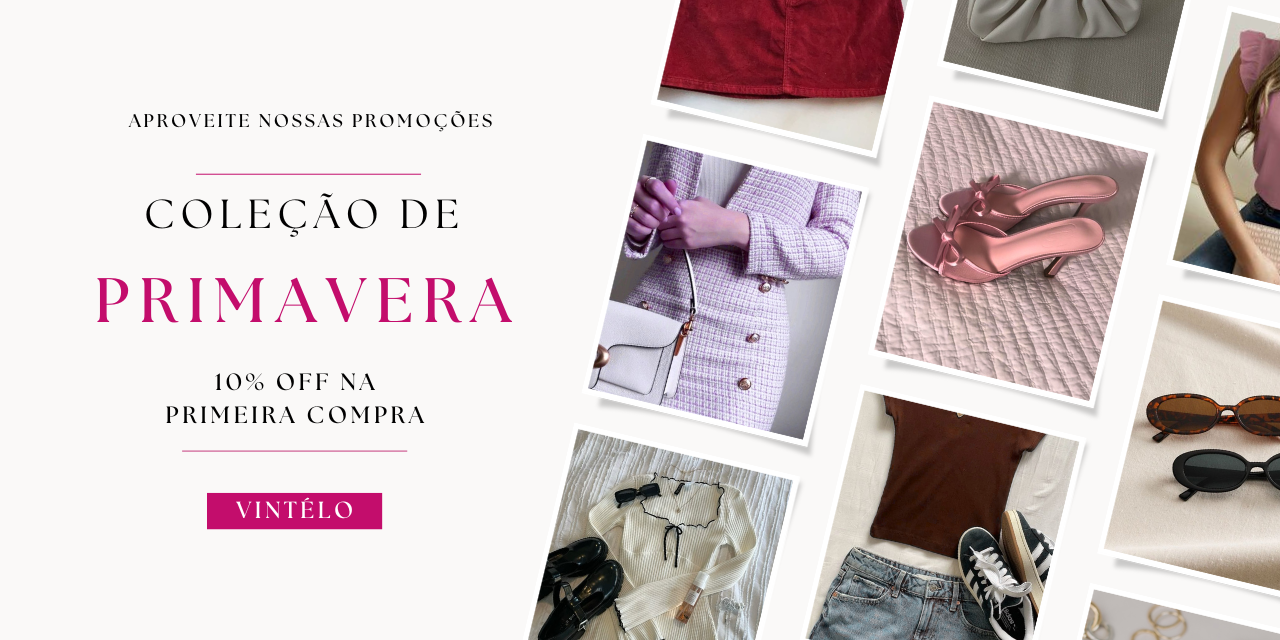 APROVEITE NOSSAS PROMOÇÕES
COLEÇÃO DE
PRIMAVERA
10% OFF NA
PRIMEIRA COMPRA
VINTÉLO